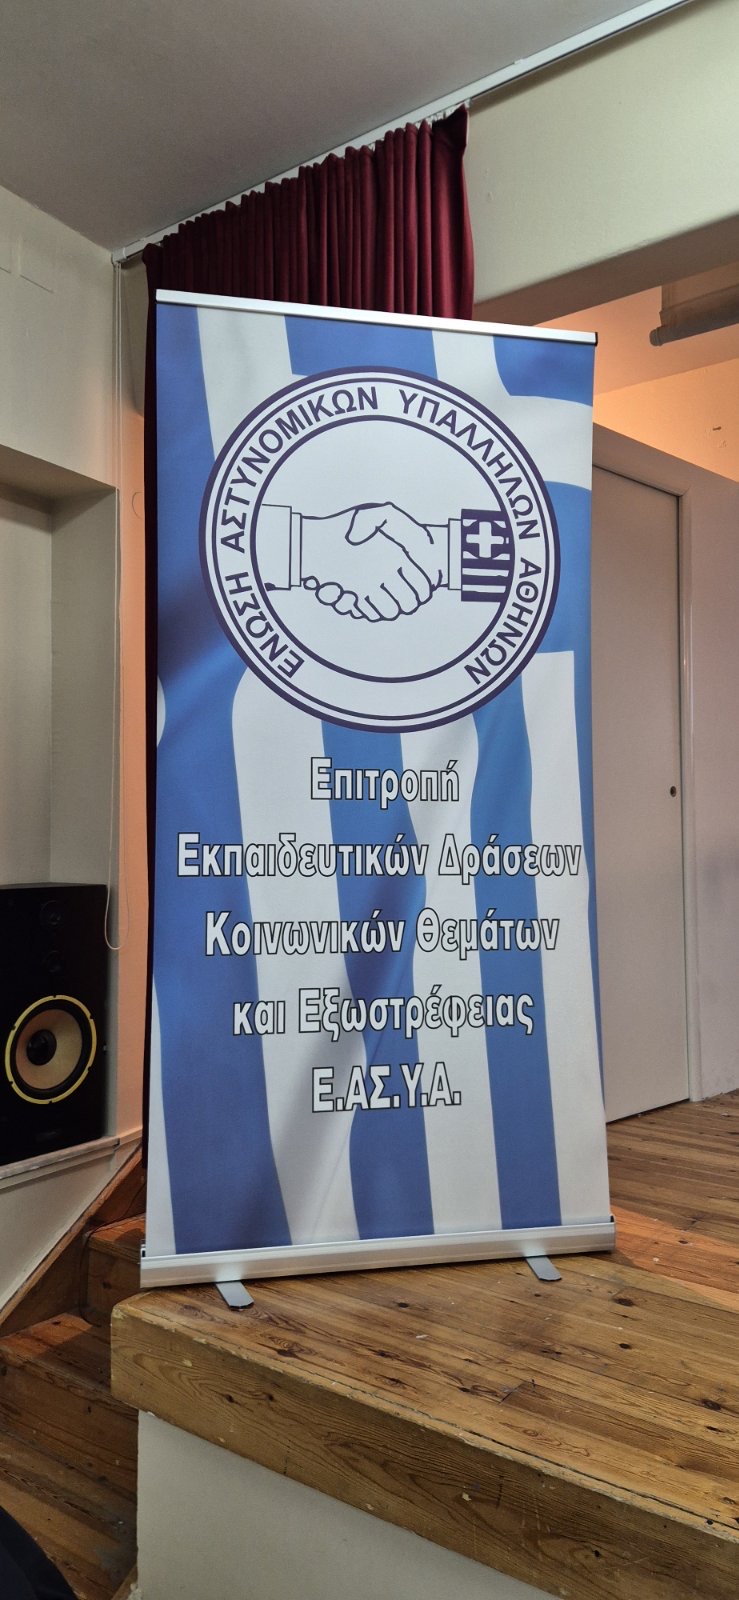 ΕΝΩΣΗ ΑΣΤΥΝΟΜΙΚΩΝ ΥΠΑΛΛΗΛΩΝ ΑΘΗΝΩΝ
Επιτροπή
Εκπαιδευτικών Δράσεων
Κοινωνικών Θεμάτων
και Εξωστρέφειας
Ε.ΑΣ.Υ.Α.